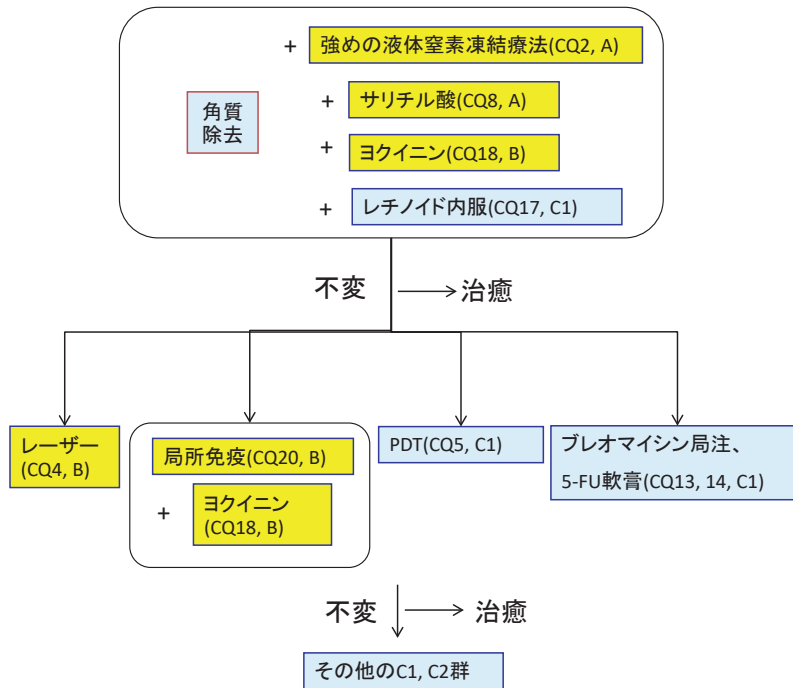 + 強めの液体窒素凍結療法(CQ2, A)
角質
除去
+ サリチル酸(CQ8, A)
+ ヨクイニン(CQ18, B)
+ レチノイド内服(CQ17, C1)
不変 治癒
レーザー
(CQ4, B)
局所免疫(CQ20, B)
+ ヨクイニン
(CQ18, B)
PDT(CQ5, C1)
ブレオマイシン局注、
5-FU軟膏(CQ13, 14, C1)
不変 治癒
その他のC1, C2群